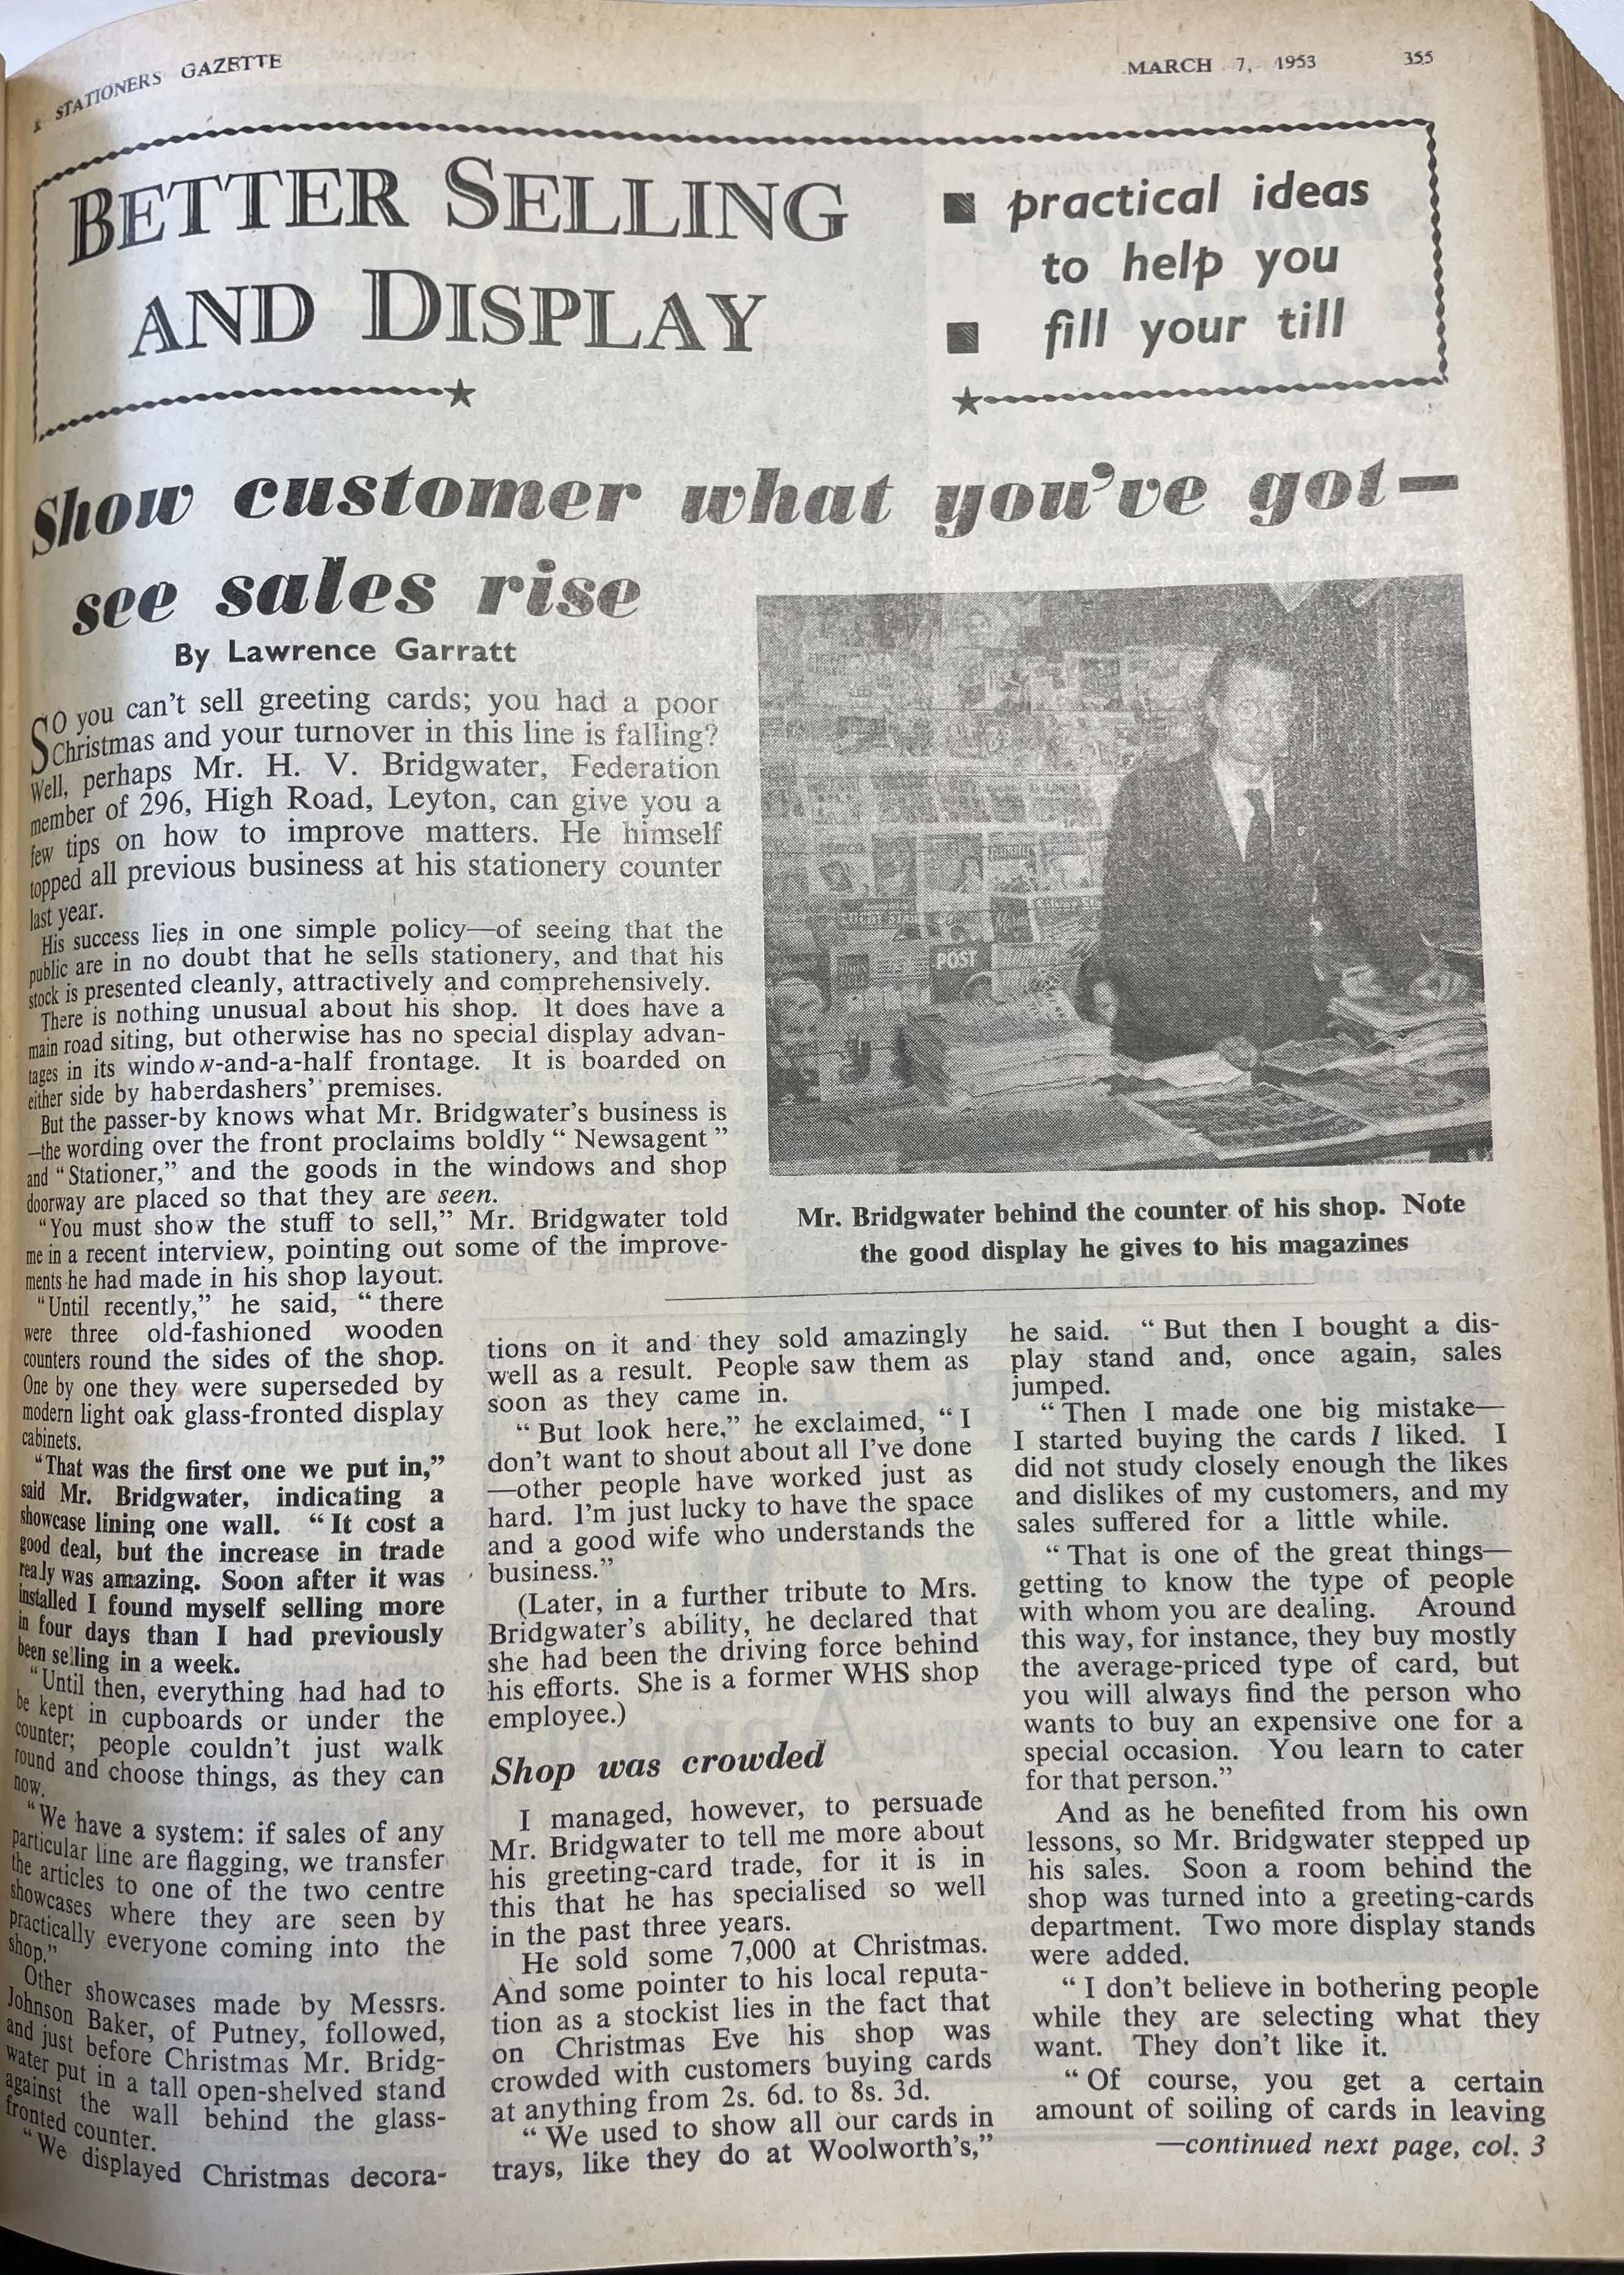 & STATIONERS GAZETTE
MARCH 7, 1953 355
BETTER SELLING
AND DISPLAY
■ practical ideas
to help you
■ fill your till
Show customer what you've got—
see sales rise
By Lawrence Garratt
SO you can't sell greeting cards; you had a poor
Christmas and your turnover in this line is falling?
Well, perhaps Mr. H. V. Bridgwater, Federation
member of 296, High Road, Leyton, can give you a
few tips on how to improve matters. He himself
topped all previous business at his stationery counter
last year.
His success lies in one simple policy—of seeing that the
public are in no doubt that he sells stationery, and that his
stock is presented cleanly, attractively and comprehensively.
There is nothing unusual about his shop. It does have a
main road siting, but otherwise has no special display advan-
tages in its window-and-a-half frontage. It is boarded on
either side by haberdashers' premises.
But the passer-by knows what Mr. Bridgwater's business is
—the wording over the front proclaims boldly "Newsagent"
and "Stationer," and the goods in the windows and shop
doorway are placed so that they are seen.
"You must show the stuff to sell," Mr. Bridgwater told
me in a recent interview, pointing out some of the improve-
ments he had made in his shop layout.
"Until recently," he said, "there
were three old-fashioned wooden
counters round the sides of the shop.
One by one they were superseded by
modern light oak glass-fronted display
cabinets.
"That was the first one we put in,"
said Mr. Bridgwater, indicating a
showcase lining one wall. "It cost a
good deal, but the increase in trade
really was amazing. Soon after it was
installed I found myself selling more
in four days than I had previously
been selling in a week.
"Until then, everything had had to
be kept in cupboards or under the
counter; people couldn't just walk
round and choose things, as they can
now.
"We have a system: if sales of any
particular line are flagging, we transfer
the articles to one of the two centre
showcases where they are seen by
practically everyone coming into the
shop."
Other showcases made by Messrs.
Johnson Baker, of Putney, followed,
and just before Christmas Mr. Bridg-
water put in a tall open-shelved stand
against the wall behind the glass-
fronted counter.
"We displayed Christmas decora-
POST
Mr. Bridgwater behind the counter of his shop. Note
the good display he gives to his magazines
tions on it and they sold amazingly
well as a result. People saw them as
soon as they came in.
"But look here," he exclaimed, "I
don't want to shout about all I've done
—other people have worked just as
hard. I'm just lucky to have the space
and a good wife who understands the
business."
(Later, in a further tribute to Mrs.
Bridgwater's ability, he declared that
she had been the driving force behind
his efforts. She is a former WHS shop
employee.)
Shop was crowded
I managed, however, to persuade
Mr. Bridgwater to tell me more about
his greeting-card trade, for it is in
this that he has specialised so well
in the past three years.
He sold some 7,000 at Christmas.
And some pointer to his local reputa-
tion as a stockist lies in the fact that
on Christmas Eve his shop was
crowded with customers buying cards
at anything from 2s. 6d. to 8s. 3d.
"We used to show all our cards in
trays, like they do at Woolworth's,"
he said. "But then I bought a dis-
play stand and, once again, sales
jumped.
"Then I made one big mistake—
I started buying the cards I liked. I
did not study closely enough the likes
and dislikes of my customers, and my
sales suffered for a little while.
"That is one of the great things—
getting to know the type of people
with whom you are dealing. Around
this way, for instance, they buy mostly
the average-priced type of card, but
you will always find the person who
wants to buy an expensive one for a
special occasion. You learn to cater
for that person."
And as he benefited from his own
lessons, so Mr. Bridgwater stepped up
his sales. Soon a room behind the
shop was turned into a greeting-cards
department. Two more display stands
were added.
"I don't believe in bothering people
while they are selecting what they
want. They don't like it.
"Of course, you get a certain
amount of soiling of cards in leaving
—continued next page, col. 3